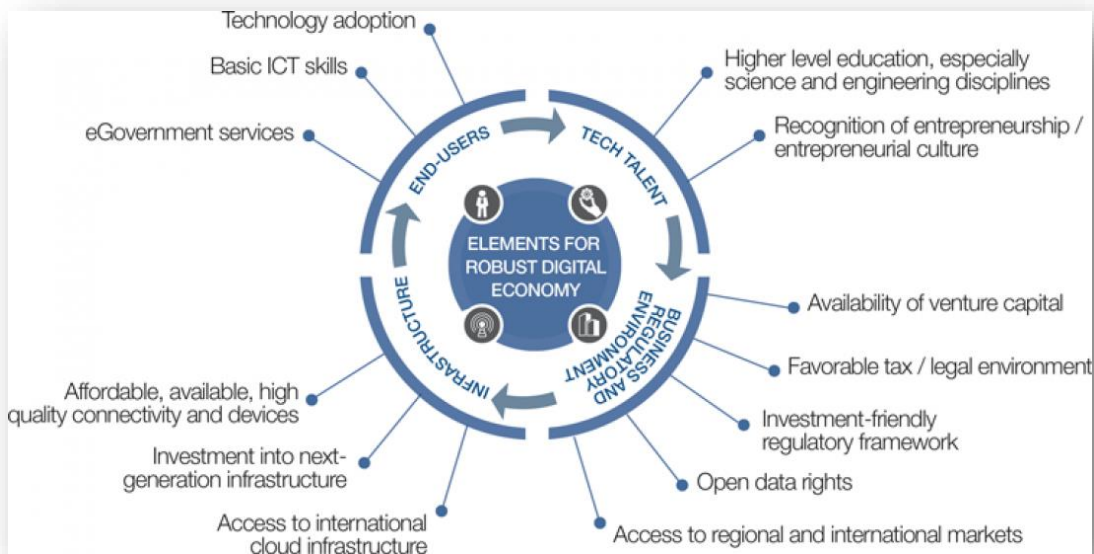 Technology adoption
Basic ICT skills
eGovernment services
Higher level education, especially
science and engineering disciplines
Recognition of entrepreneurship /
entrepreneurial culture
END-USERS
TECH TALENT
ELEMENTS FOR
ROBUST DIGITAL
ECONOMY
INFRASTRUCTURE
BUSINESS AND
REGULATORY
ENVIRONMENT
Availability of venture capital
Favorable tax / legal environment
Investment-friendly
regulatory framework
Open data rights
Access to regional and international markets
Affordable, available, high
quality connectivity and devices
Investment into next-
generation infrastructure
Access to international
cloud infrastructure